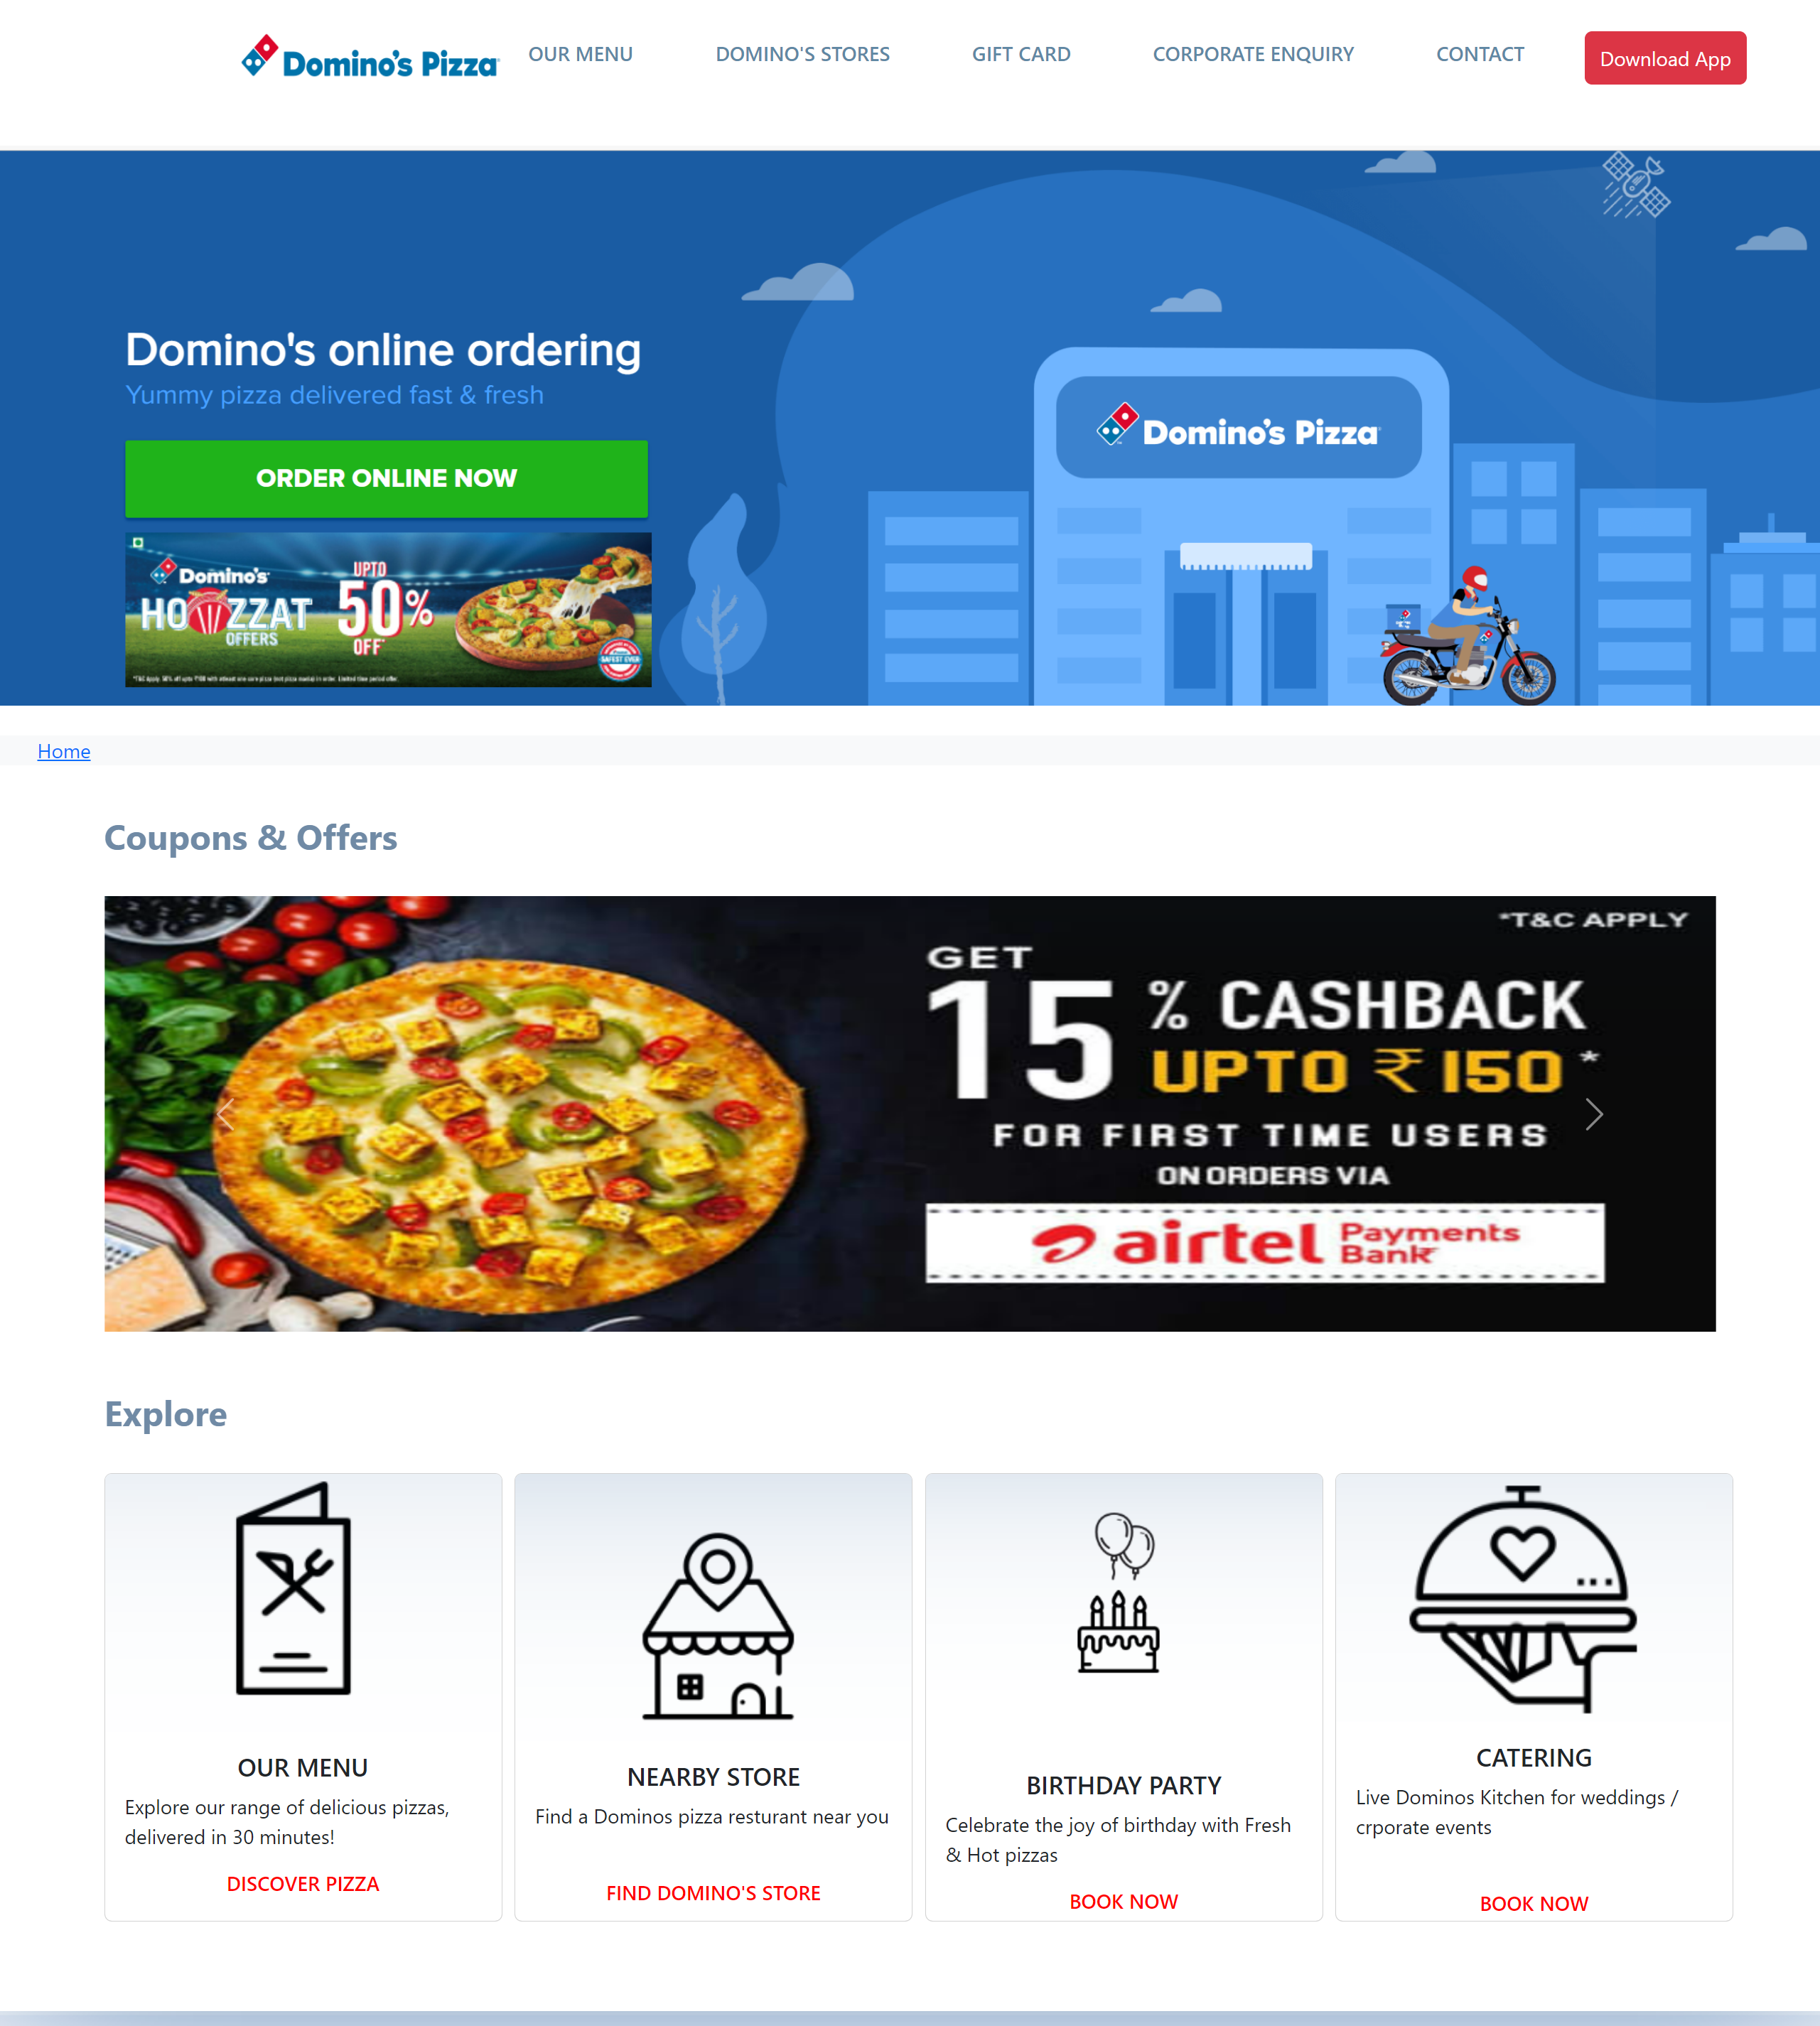 Domino's Pizza
OUR MENU
DOMINO'S STORES
GIFT CARD
CORPORATE ENQUIRY
CONTACT
Download App
Domino's online ordering
Yummy pizza delivered fast & fresh
ORDER ONLINE NOW
Domino's
HOWZZAT
OFFERS
UPTO
50%
OFF*
SAFEST EVER
Domino's Pizza
Home
Coupons & Offers
*T&C APPLY
GET
15 % CASHBACK
UPTO ₹ 150 *
FOR FIRST TIME USERS
ON ORDERS VIA
airtel Payments
Bank
Explore
OUR MENU
Explore our range of delicious pizzas,
delivered in 30 minutes!
DISCOVER PIZZA
NEARBY STORE
Find a Dominos pizza resturant near you
FIND DOMINO'S STORE
BIRTHDAY PARTY
Celebrate the joy of birthday with Fresh
& Hot pizzas
BOOK NOW
CATERING
Live Dominos Kitchen for weddings /
crporate events
BOOK NOW